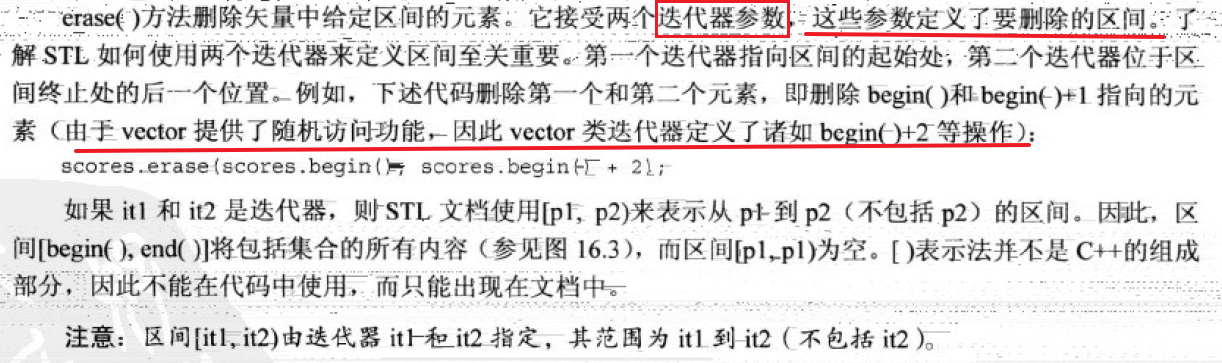 erase( )方法删除矢量中给定区间的元素。它接受两个迭代器参数，这些参数定义了要删除的区间。了
解 STL 如何使用两个迭代器来定义区间至关重要。第一个迭代器指向区间的起始处，第二个迭代器位于区
间终止处的后一个位置。例如，下述代码删除第一个和第二个元素，即删除 begin( )和 begin( )+1 指向的元
素（由于 vector 提供了随机访问功能，因此 vector 类迭代器定义了诸如 begin( )+2 等操作）：
scores.erase(scores.begin(), scores.begin() + 2);
如果 it1 和 it2 是迭代器，则 STL 文档使用[p1, p2)来表示从 p1 到 p2（不包括 p2）的区间。因此，区
间[begin( ), end( )]将包括集合的所有内容（参见图 16.3），而区间[p1, p1)为空。[ )表示法并不是 C++的组成
部分，因此不能在代码中使用，而只能出现在文档中。
注意：区间[it1, it2)由迭代器 it1 和 it2 指定，其范围为 it1 到 it2（不包括 it2）。